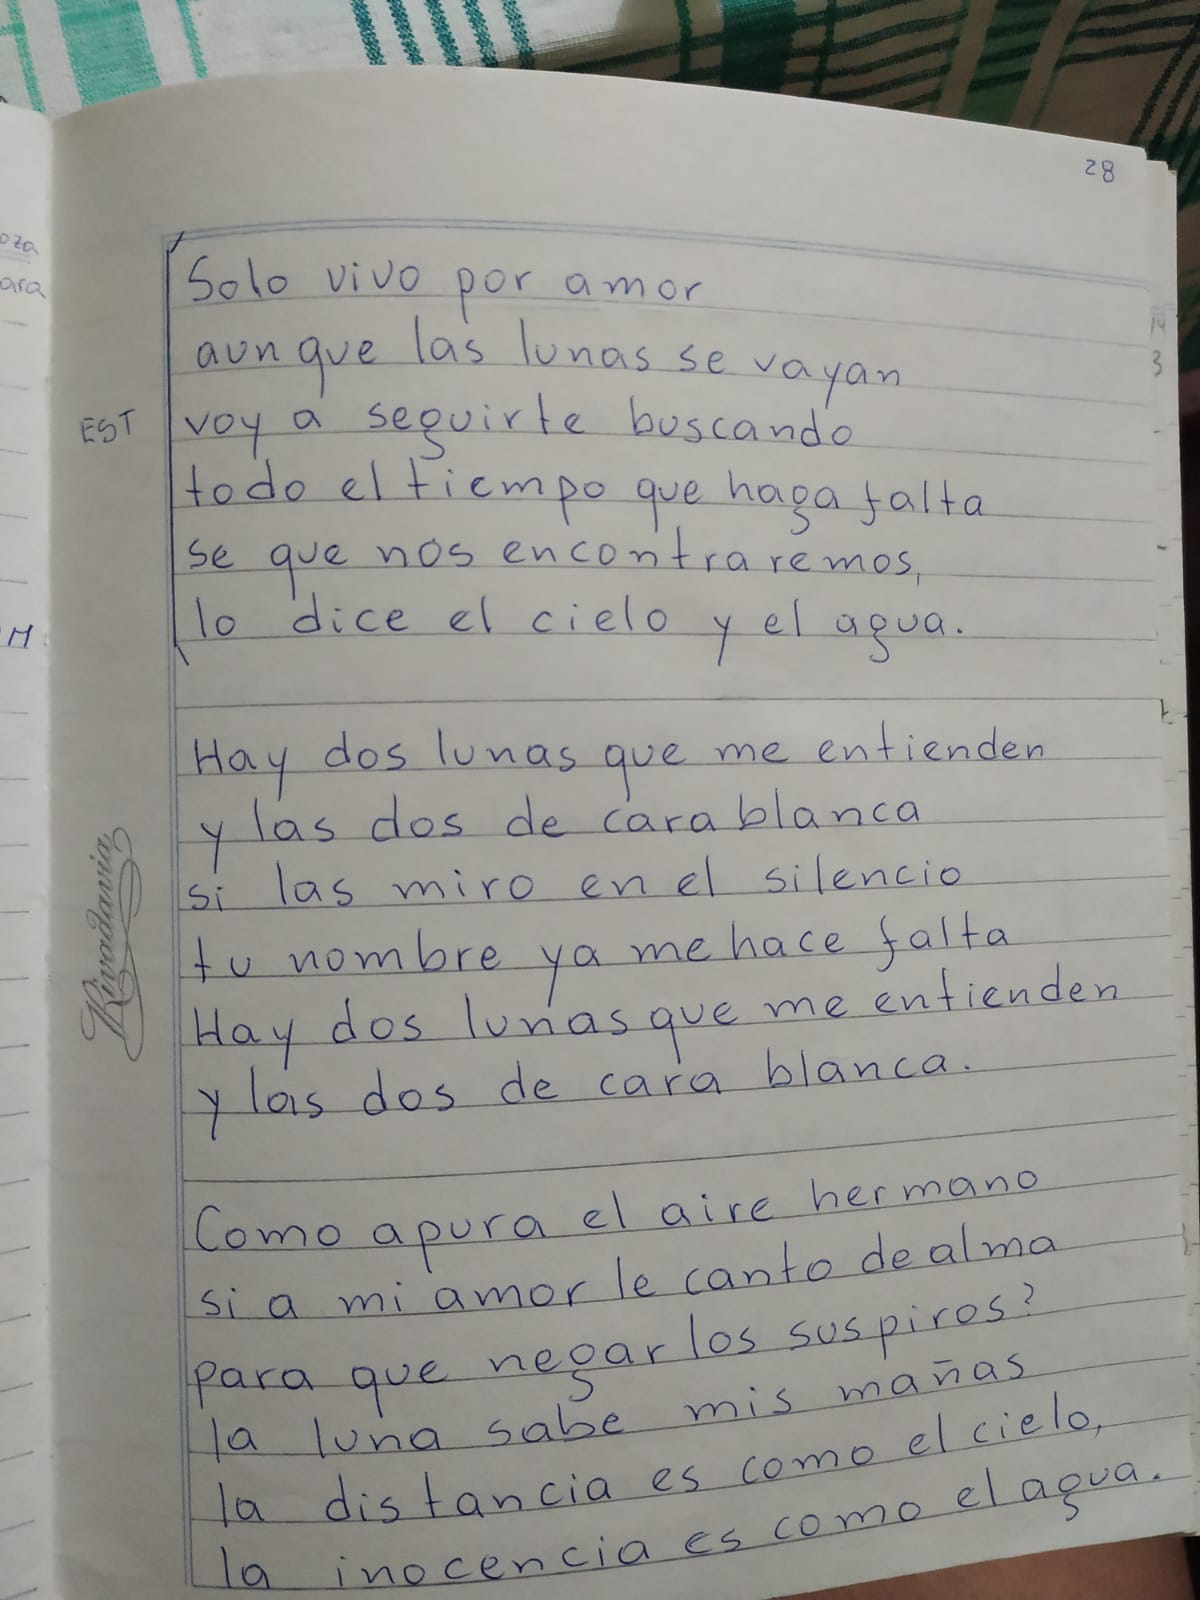 28
oza
ara
14
3
Solo vivo por amor
aunque las lunas se vayan
EST voy a seguirte buscando
todo el tiempo que haga falta
se que nos encontraremos,
lo dice el cielo y el agua.
Hay dos lunas que me entienden
y las dos de cara blanca
si las miro en el silencio
tu nombre ya me hace falta
Hay dos lunas que me entienden
y las dos de cara blanca.
Rivadavia
Como apura el aire hermano
si a mi amor le canto de alma
para que negar los suspiros?
la luna sabe mis mañas
la distancia es como el cielo,
la inocencia es como el agua.